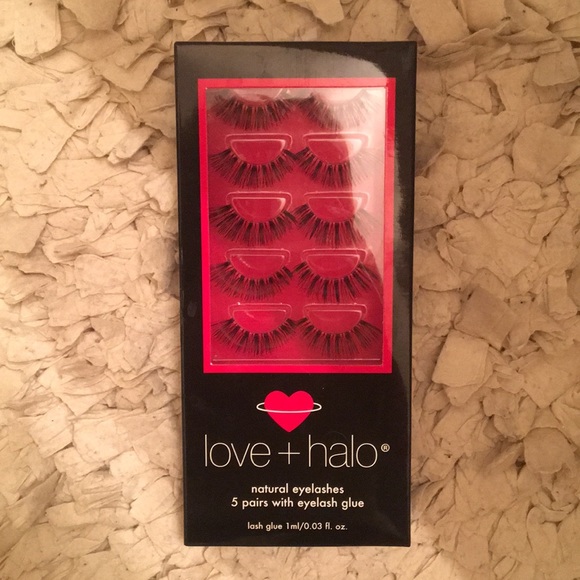 love + halo®
natural eyelashes
5 pairs with eyelash glue
lash glue 1ml/0.03 fl. oz.